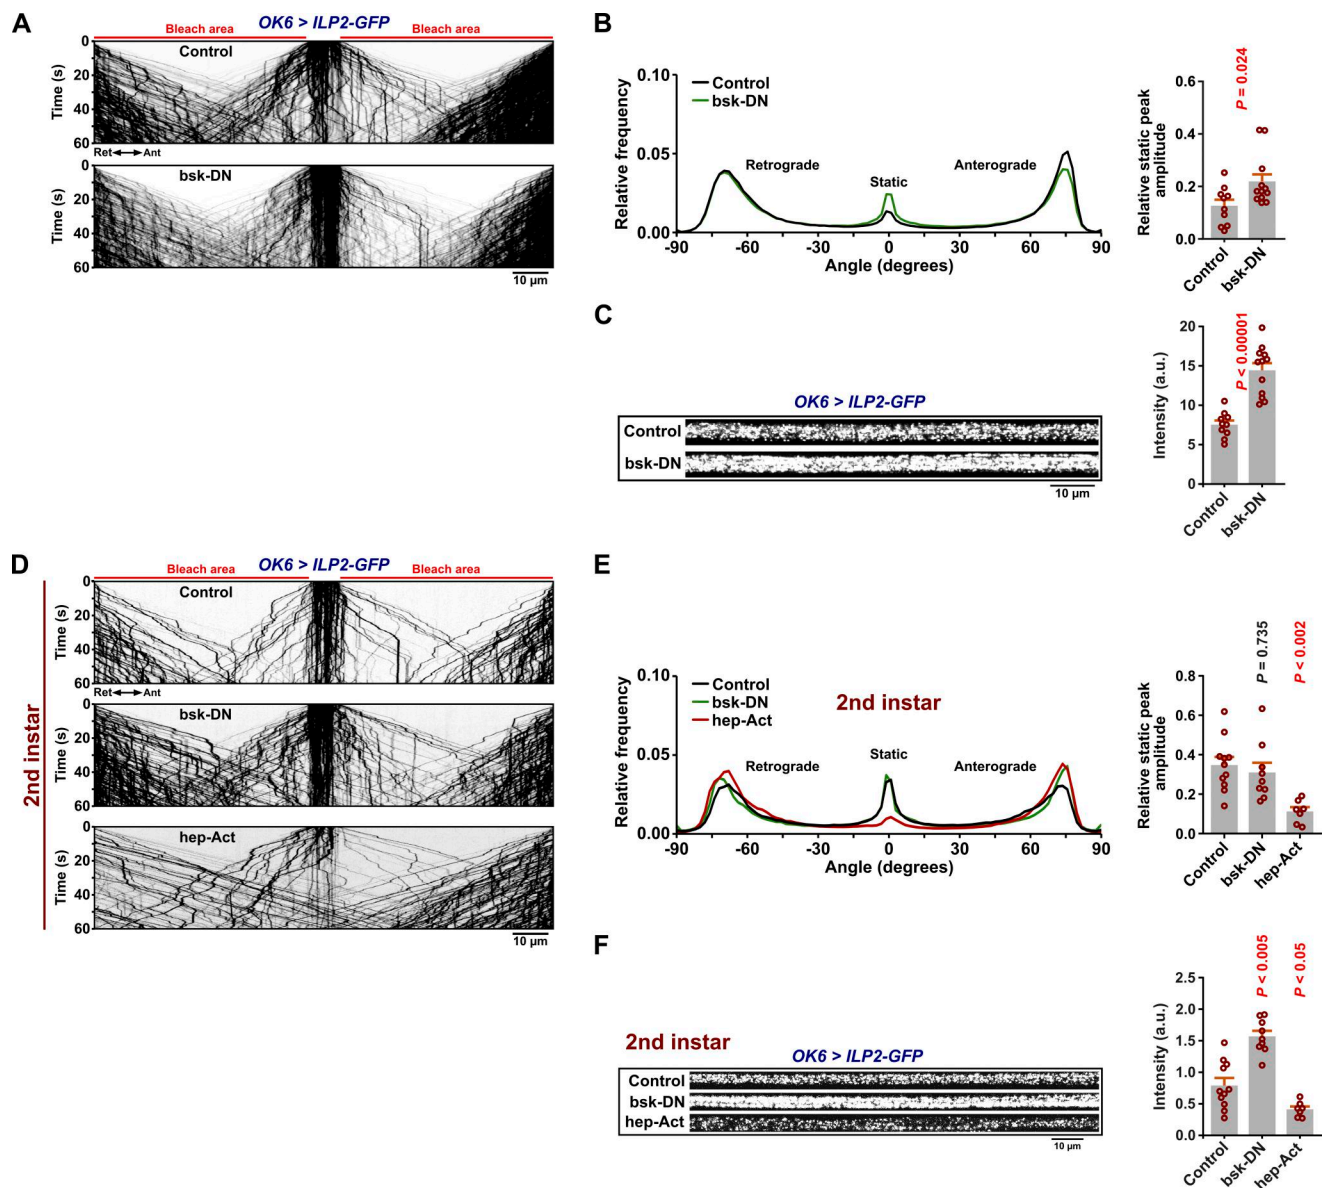 A
OK6 > ILP2-GFP
Bleach area
Bleach area
Control
Time (s)
0
20
40
60
Ret Ant
bsk-DN
Time (s)
0
20
40
60
10 µm
B
Relative frequency
0.10
0.05
0.00
Control
bsk-DN
Retrograde
Static
Anterograde
-90
-60
-30
0
30
60
90
Angle (degrees)
Relative static peak
amplitude
0.6
0.4
0.2
0.0
P = 0.024
Control
bsk-DN
C
OK6 > ILP2-GFP
Control
bsk-DN
10 µm
Intensity (a.u.)
20
15
10
5
0
P < 0.00001
Control
bsk-DN
D
2nd instar
OK6 > ILP2-GFP
Bleach area
Bleach area
Control
Time (s)
0
20
40
60
Ret Ant
bsk-DN
Time (s)
0
20
40
60
hep-Act
Time (s)
0
20
40
60
10 µm
E
Relative frequency
0.10
0.05
0.00
Control
bsk-DN
hep-Act
2nd instar
Retrograde
Static
Anterograde
-90
-60
-30
0
30
60
90
Angle (degrees)
Relative static peak
amplitude
0.8
0.6
0.4
0.2
0.0
P = 0.735
P < 0.002
Control
bsk-DN
hep-Act
F
2nd instar
OK6 > ILP2-GFP
Control
bsk-DN
hep-Act
10 µm
Intensity (a.u.)
2.5
2.0
1.5
1.0
0.5
0.0
P < 0.005
P < 0.05
Control
bsk-DN
hep-Act